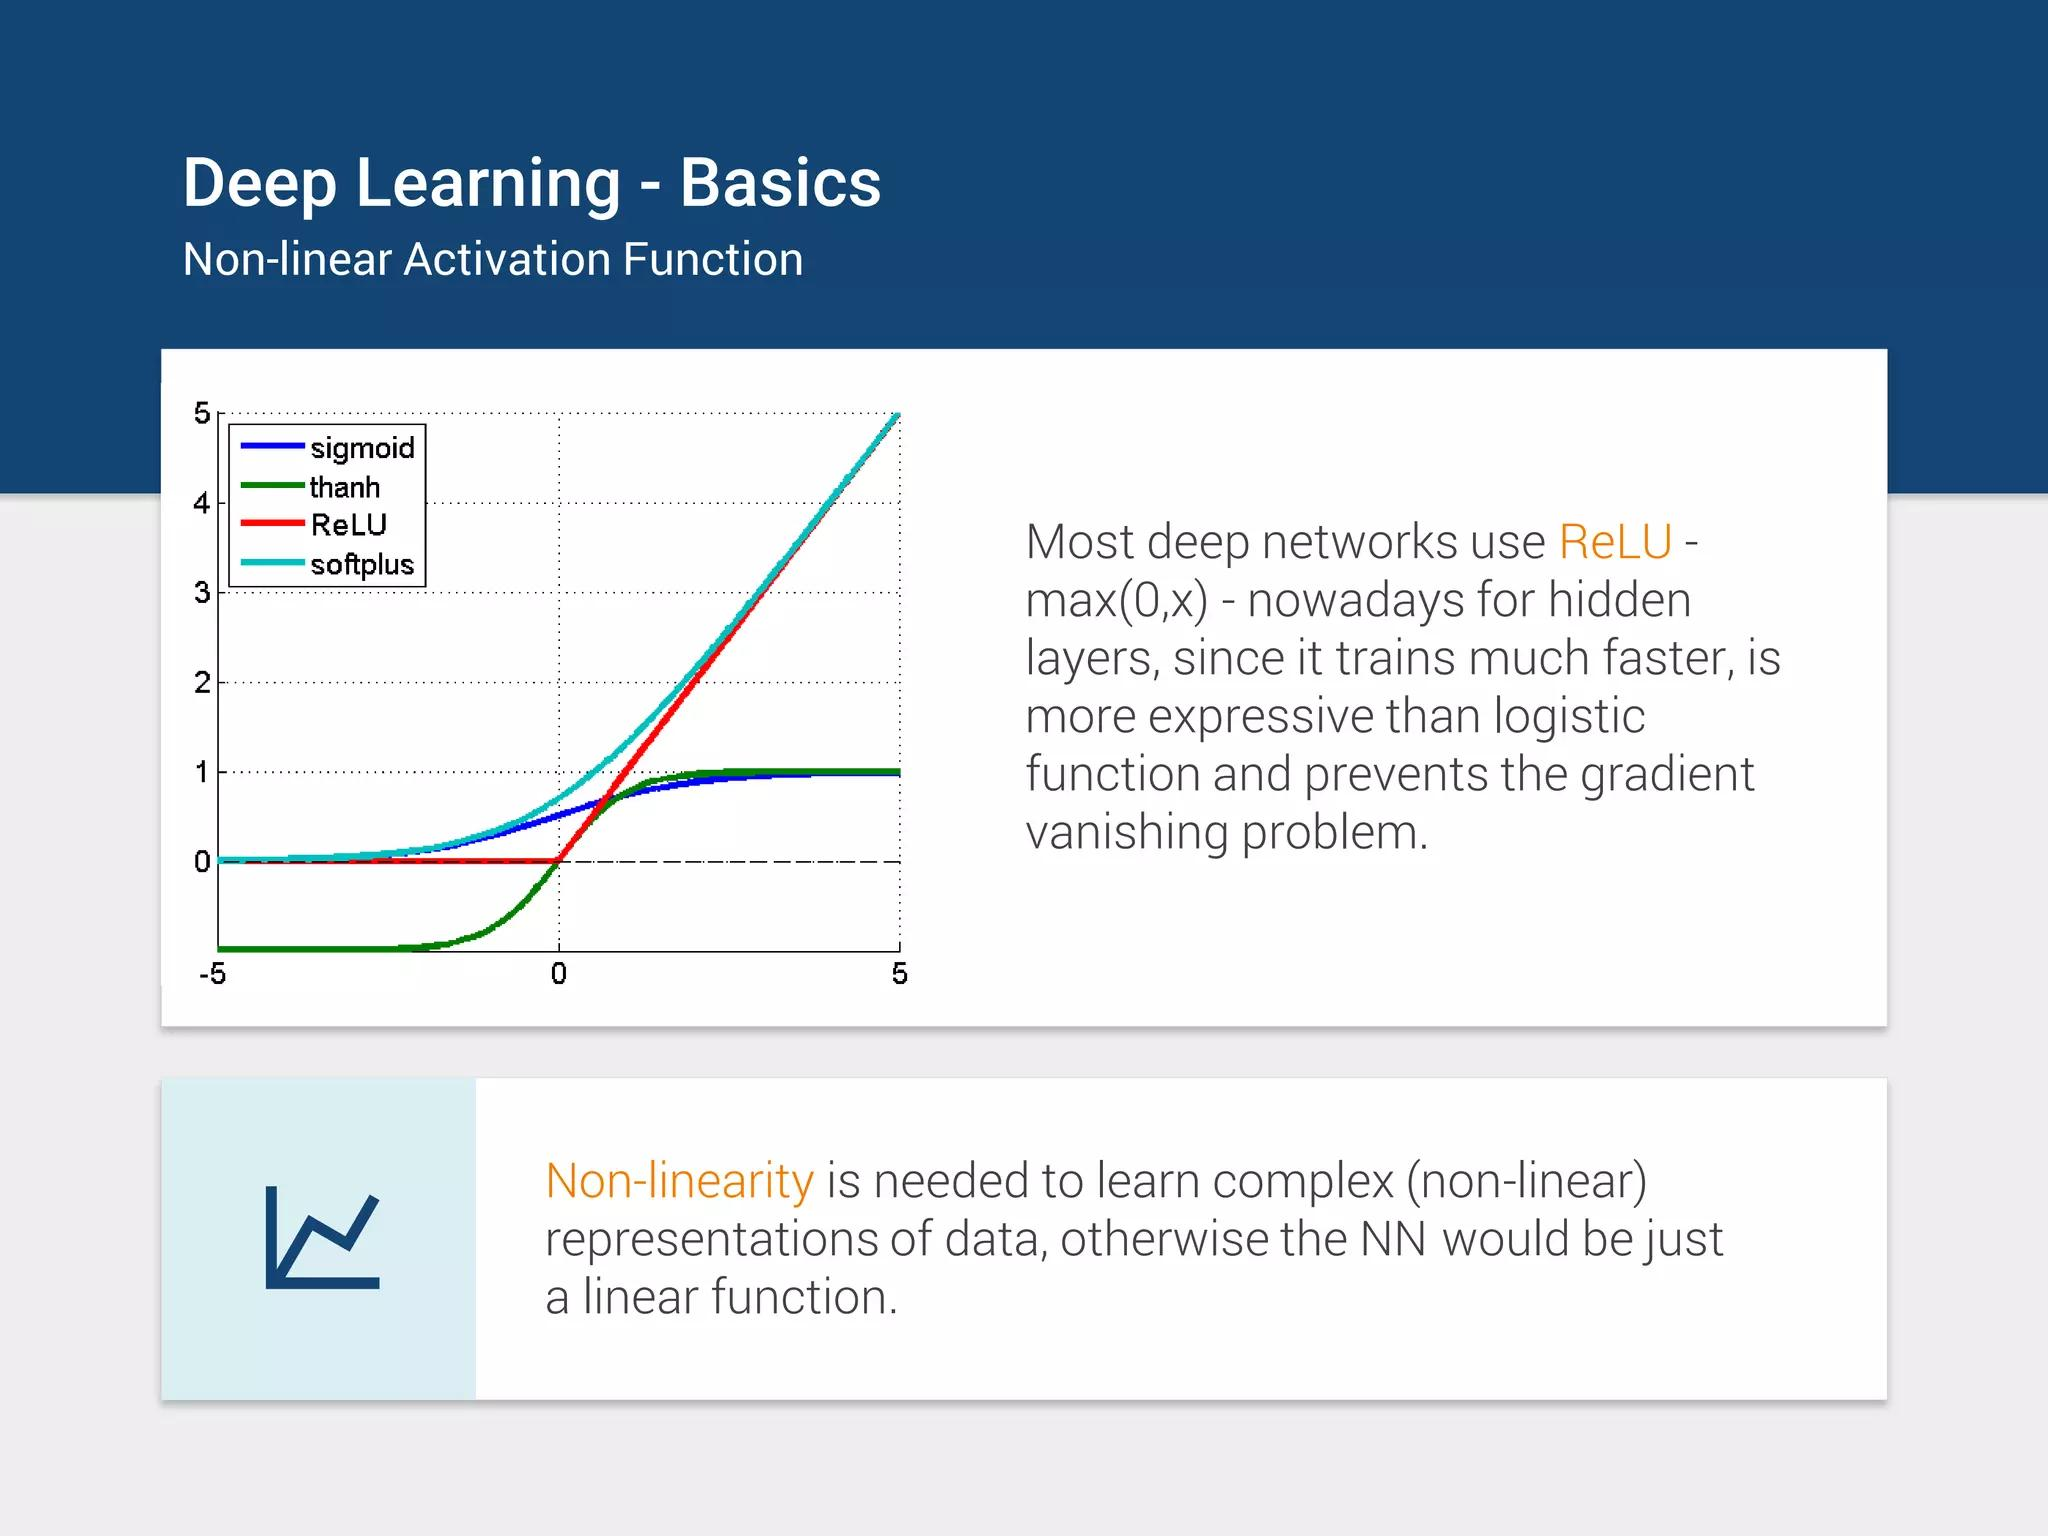 Deep Learning - Basics
Non-linear Activation Function
5
4
3
2
1
0
-5
0
5
sigmoid
thanh
ReLU
softplus
Most deep networks use ReLU -
max(0,x) - nowadays for hidden
layers, since it trains much faster, is
more expressive than logistic
function and prevents the gradient
vanishing problem.
Non-linearity is needed to learn complex (non-linear)
representations of data, otherwise the NN would be just
a linear function.